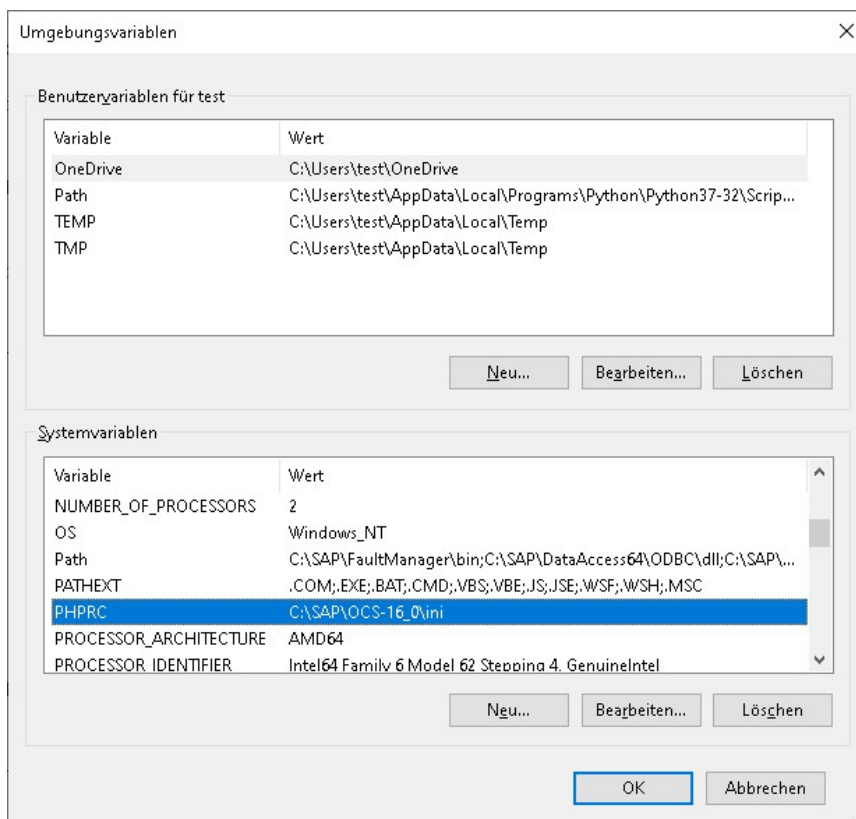 Umgebungsvariablen
Benutzervariablen für test
Variable Wert
OneDrive C:\Users\test\OneDrive
Path C:\Users\test\AppData\Local\Programs\Python\Python37-32\Scrip...
TEMP C:\Users\test\AppData\Local\Temp
TMP C:\Users\test\AppData\Local\Temp
Neu... Bearbeiten... Löschen
Systemvariablen
Variable Wert
NUMBER_OF_PROCESSORS 2
OS Windows_NT
Path C:\SAP\FaultManager\bin;C:\SAP\DataAccess64\ODBC\dll;C:\SAP\...
PATHEXT .COM;.EXE;.BAT;.CMD;.VBS;.VBE;.JS;.JSE;.WSF;.WSH;.MSC
PHPRC C:\SAP\OCS-16_0\ini
PROCESSOR_ARCHITECTURE AMD64
PROCESSOR_IDENTIFIER Intel64 Family 6 Model 62 Stepping 4, GenuineIntel
Neu... Bearbeiten... Löschen
OK Abbrechen